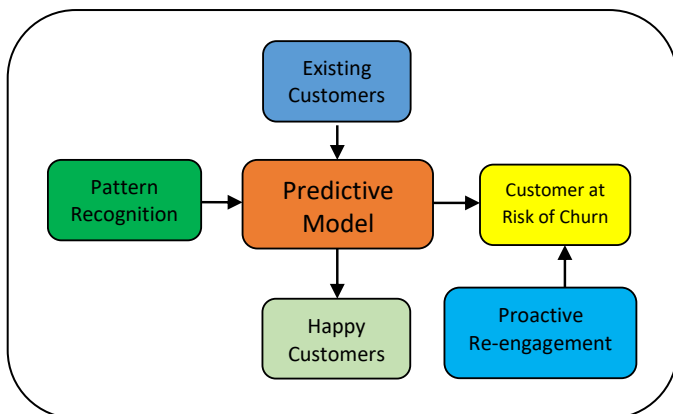 Existing
Customers
Pattern
Recognition
Predictive
Model
Customer at
Risk of Churn
Happy
Customers
Proactive
Re-engagement